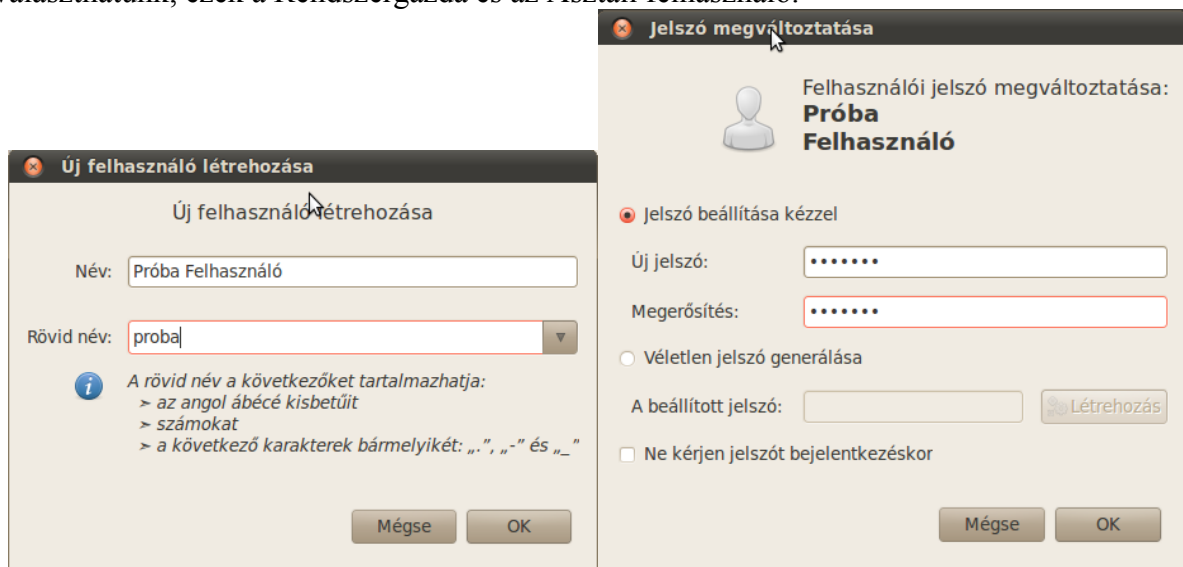 ezek a Rendszergazda és az Asztali felhasználó.
Új felhasználó létrehozása
Új felhasználó létrehozása
Név: Próba Felhasználó
Rövid név: proba
A rövid név a következőket tartalmazhatja:
➢ az angol ábécé kisbetűit
➢ számokat
➢ a következő karakterek bármelyikét: „.”, „-” és „_”
Mégse OK
Jelszó megváltoztatása
Felhasználói jelszó megváltoztatása:
Próba
Felhasználó
Jelszó beállítása kézzel
Új jelszó: •••••••
Megerősítés: •••••••
Véletlen jelszó generálása
A beállított jelszó: Létrehozás
Ne kérjen jelszót bejelentkezéskor
Mégse OK